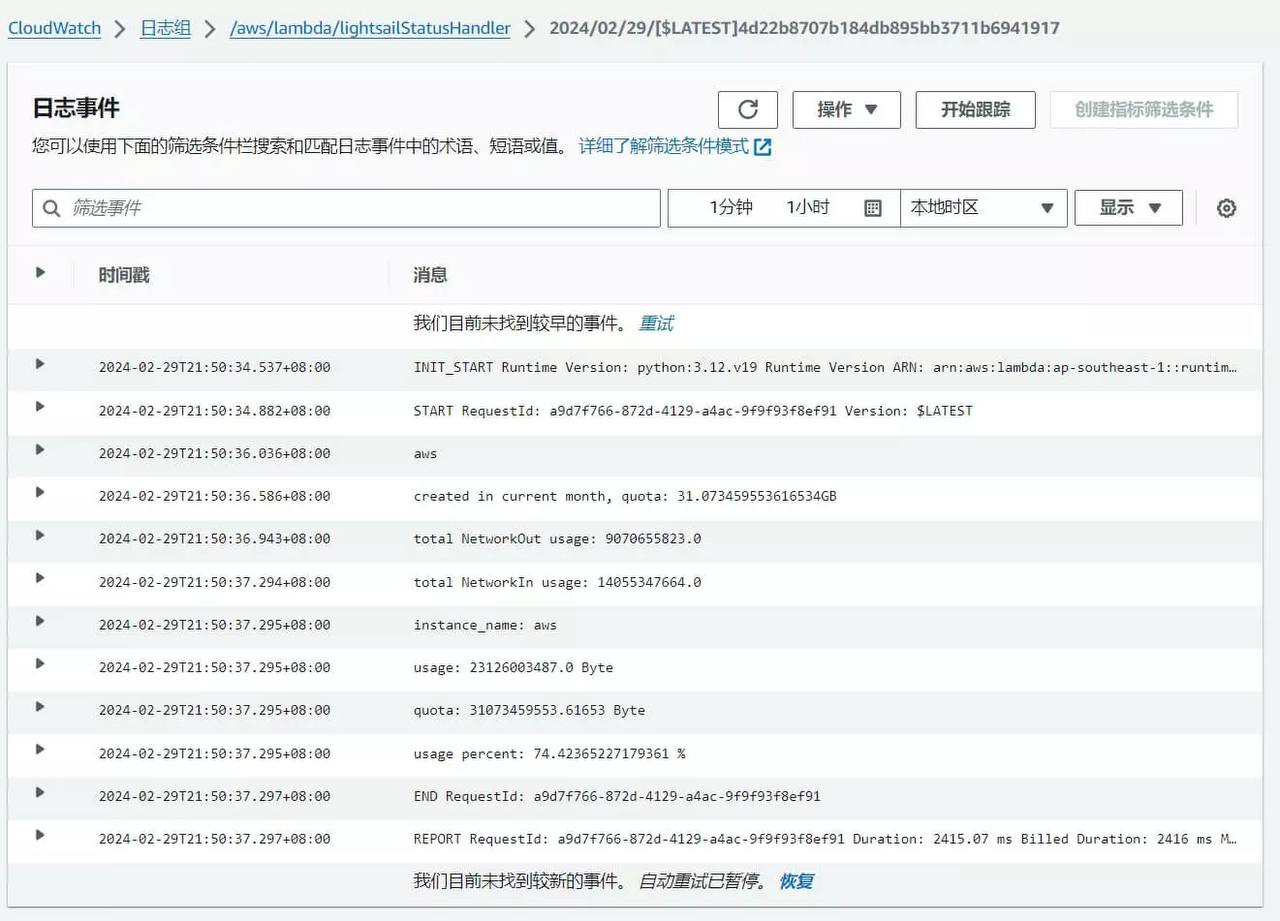 CloudWatch > 日志组 > /aws/lambda/lightsailStatusHandler > 2024/02/29/[$LATEST]4d22b8707b184db895bb3711b6941917
日志事件
操作 ▼ 开始跟踪 创建指标筛选条件
您可以使用下面的筛选条件栏搜索和匹配日志事件中的术语、短语或值。 详细了解筛选条件模式
筛选事件 1分钟 1小时 本地时区 ▼ 显示 ▼
时间戳 消息
我们目前未找到较早的事件。 重试
2024-02-29T21:50:34.537+08:00 INIT_START Runtime Version: python:3.12.v19 Runtime Version ARN: arn:aws:lambda:ap-southeast-1::runtim…
2024-02-29T21:50:34.882+08:00 START RequestId: a9d7f766-872d-4129-a4ac-9f9f93f8ef91 Version: $LATEST
2024-02-29T21:50:36.036+08:00 aws
2024-02-29T21:50:36.586+08:00 created in current month, quota: 31.073459553616534GB
2024-02-29T21:50:36.943+08:00 total NetworkOut usage: 9070655823.0
2024-02-29T21:50:37.294+08:00 total NetworkIn usage: 14055347664.0
2024-02-29T21:50:37.295+08:00 instance_name: aws
2024-02-29T21:50:37.295+08:00 usage: 23126003487.0 Byte
2024-02-29T21:50:37.295+08:00 quota: 31073459553.61653 Byte
2024-02-29T21:50:37.295+08:00 usage percent: 74.42365227179361 %
2024-02-29T21:50:37.297+08:00 END RequestId: a9d7f766-872d-4129-a4ac-9f9f93f8ef91
2024-02-29T21:50:37.297+08:00 REPORT RequestId: a9d7f766-872d-4129-a4ac-9f9f93f8ef91 Duration: 2415.07 ms Billed Duration: 2416 ms M…
我们目前未找到较新的事件。 自动重试已暂停。 恢复